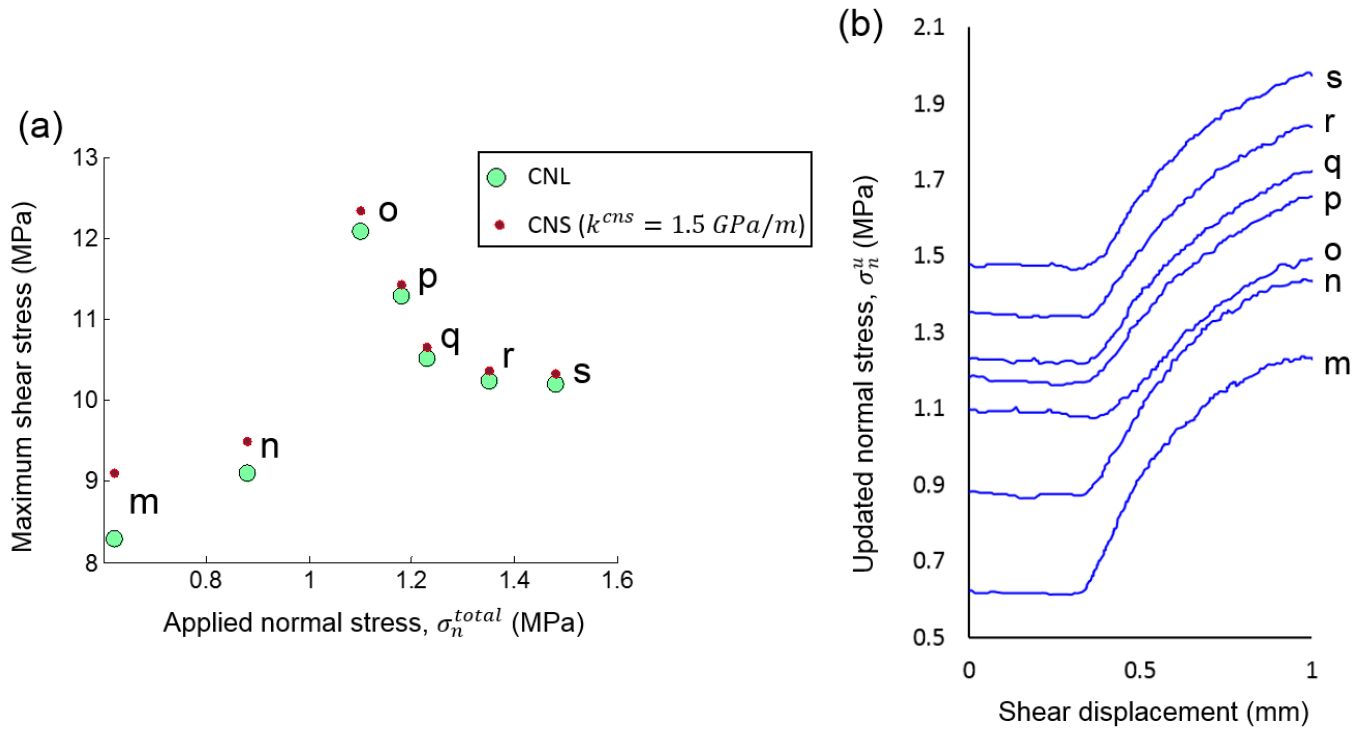 (a)
Maximum shear stress (MPa)
13
12
11
10
9
8
0.8
1
1.2
1.4
1.6
Applied normal stress, σ_n^total (MPa)
CNL
CNS (k^cns = 1.5 GPa/m)
m
n
o
p
q
r
s
(b)
Updated normal stress, σ_n^u (MPa)
2.1
1.9
1.7
1.5
1.3
1.1
0.9
0.7
0.5
0
0.5
1
Shear displacement (mm)
s
r
q
p
o
n
m